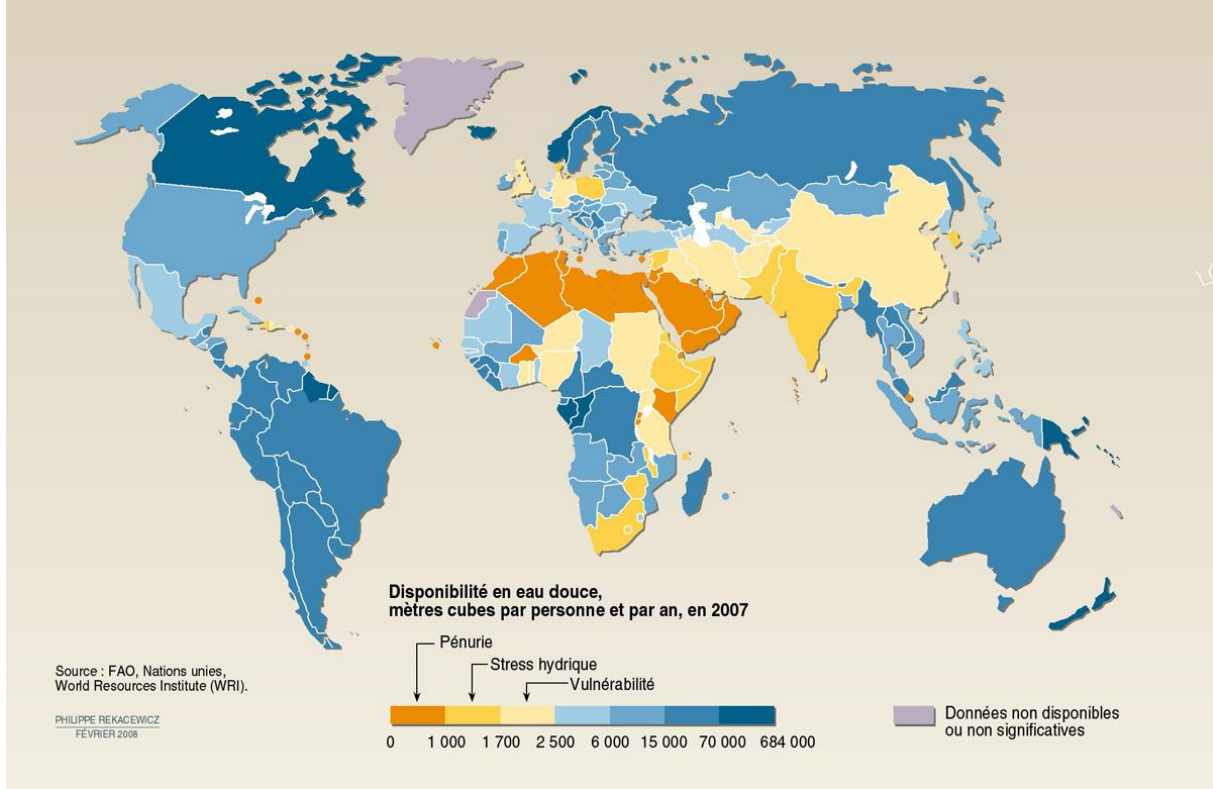 Disponibilité en eau douce,
mètres cubes par personne et par an, en 2007
Pénurie
Stress hydrique
Vulnérabilité
0 1 000 1 700 2 500 6 000 15 000 70 000 684 000
Données non disponibles
ou non significatives
Source : FAO, Nations unies,
World Resources Institute (WRI).
PHILIPPE REKACEWICZ
FÉVRIER 2008